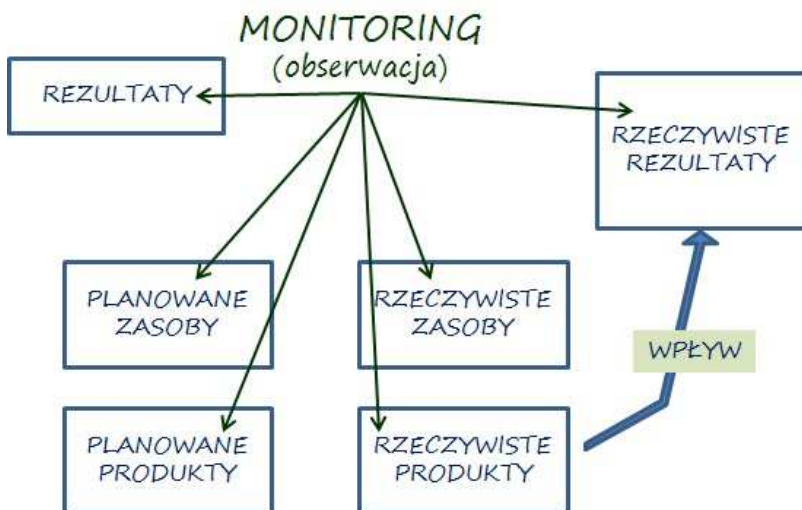 MONITORING
(obserwacja)
REZULTATY
RZECZYWISTE
REZULTATY
PLANOWANE
ZASOBY
RZECZYWISTE
ZASOBY
WPŁYW
PLANOWANE
PRODUKTY
RZECZYWISTE
PRODUKTY